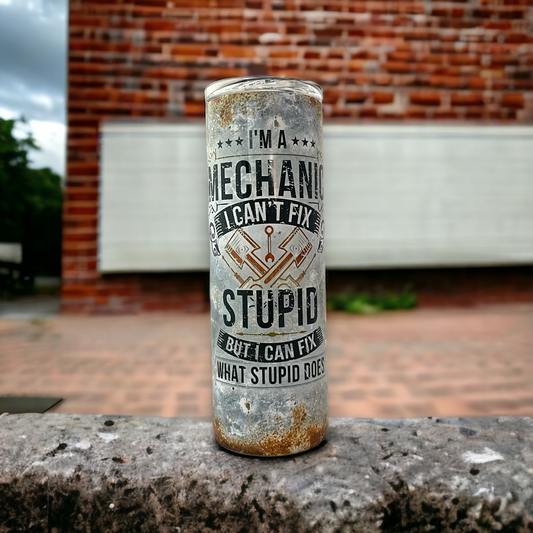 I'M A
MECHANIC
I CAN'T FIX
STUPID
BUT I CAN FIX
WHAT STUPID DOES